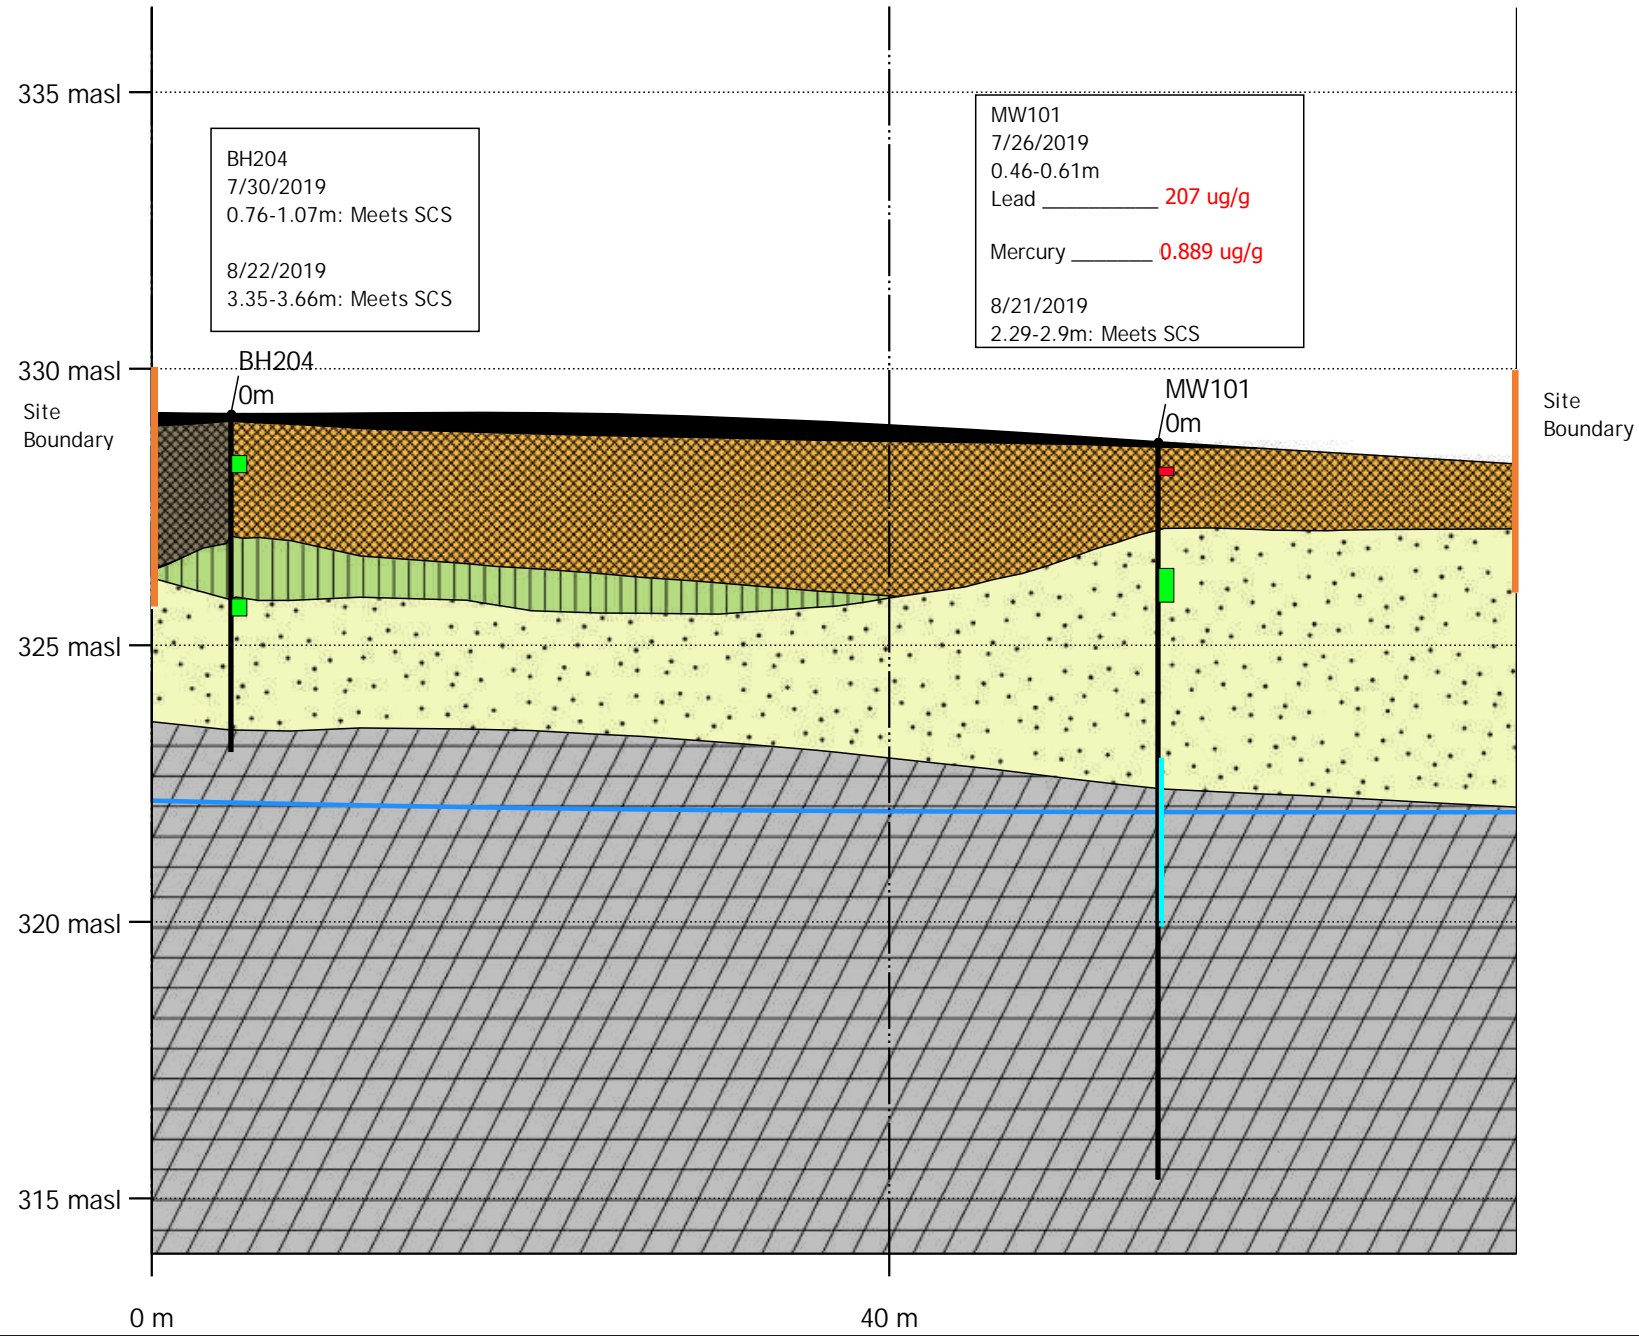 335 masl
BH204
7/30/2019
0.76-1.07m: Meets SCS
8/22/2019
3.35-3.66m: Meets SCS
MW101
7/26/2019
0.46-0.61m
Lead __________ 207 ug/g
Mercury _______ 0.889 ug/g
8/21/2019
2.29-2.9m: Meets SCS
330 masl
BH204
0m
MW101
0m
Site
Boundary
Site
Boundary
325 masl
320 masl
315 masl
0 m
40 m